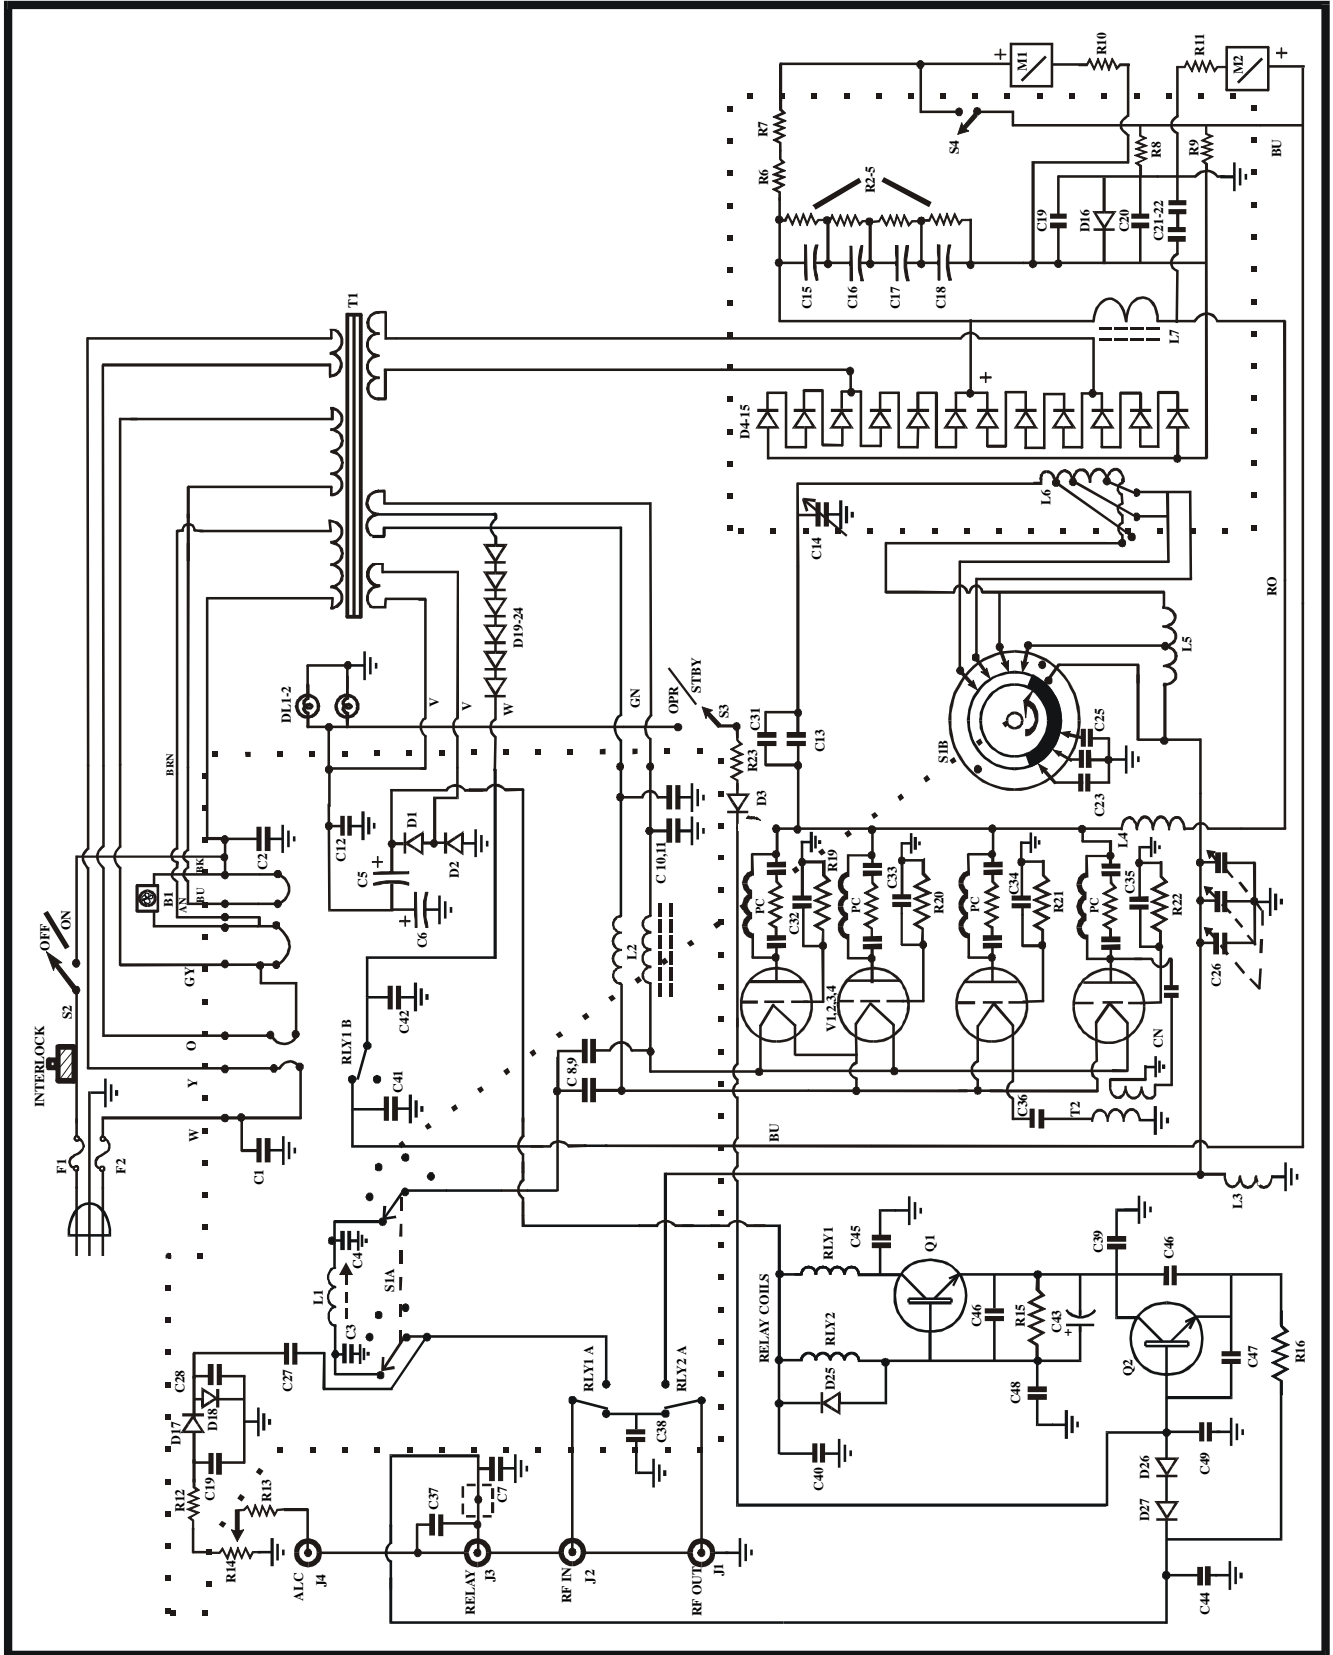 M1
R10
R11
M2
+
+
R7
S4
R6
R2-5
R8
R9
BU
C19
D16
C20
C21-22
C15
C16
C17
C18
T1
L7
+
D4-15
L6
C14
RO
L5
D19-24
DL1-2
V
V
W
GN
OPR
STBY
S3
C31
C13
S1B
C25
C23
R23
D3
BRN
C12
C5
+
D1
D2
+
C6
C 10,11
C2
BK
BU
AN
B1
OFF
ON
S2
INTERLOCK
GY
O
Y
W
F1
F2
C1
L2
PC
PC
PC
PC
R19
C32
C33
R20
C34
R21
C35
R22
L4
C26
V1,2,3,4
CN
C36
T2
C 8,9
RLY1 B
C42
C41
BU
L3
L1
C4
C3
S1A
C27
C28
D17
D18
C19
R12
R13
R14
ALC
J4
RELAY
J3
C37
C7
RF IN
J2
RF OUT
J1
RLY1 A
RLY2 A
C38
RELAY COILS
RLY1
RLY2
C45
Q1
D25
C40
C46
R15
C43
+
C48
C39
C46
Q2
C47
R16
D26
D27
C49
C44